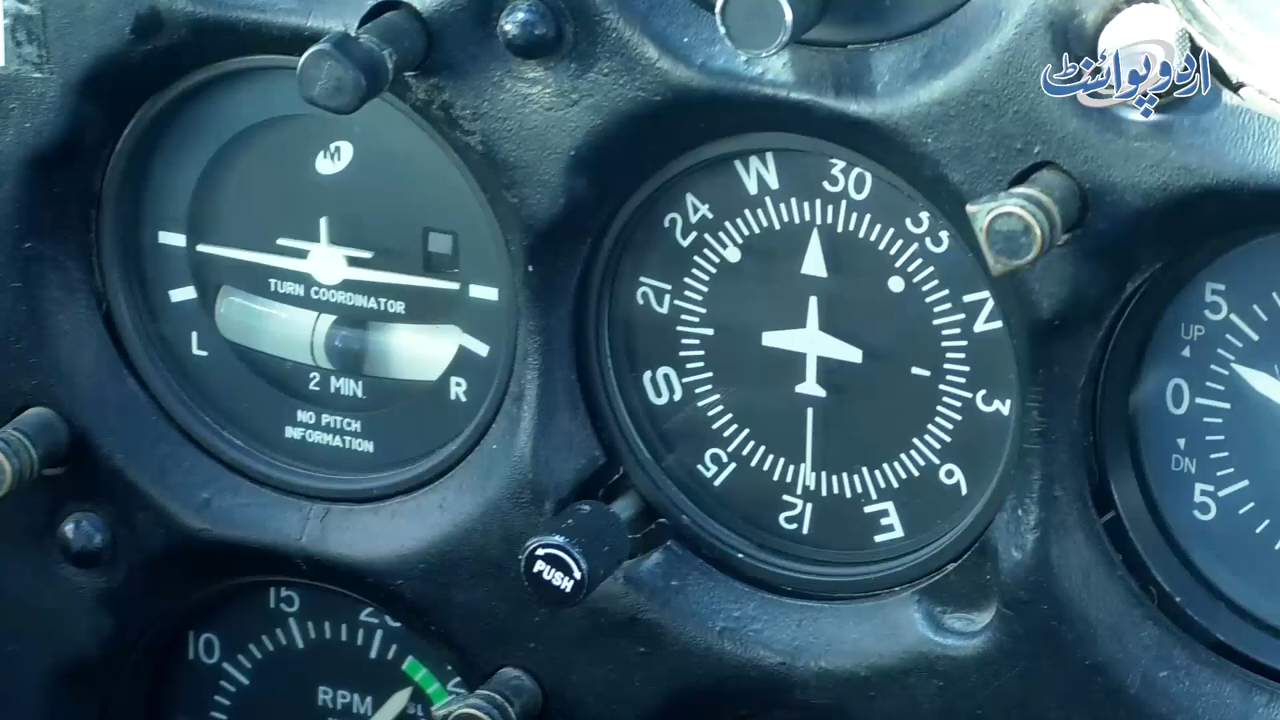 اردو پوائنٹ
M
TURN COORDINATOR
L
R
2 MIN.
NO PITCH
INFORMATION
W
30
33
N
3
6
E
12
15
S
21
24
PUSH
5
UP
0
DN
5
10
15
20
RPM